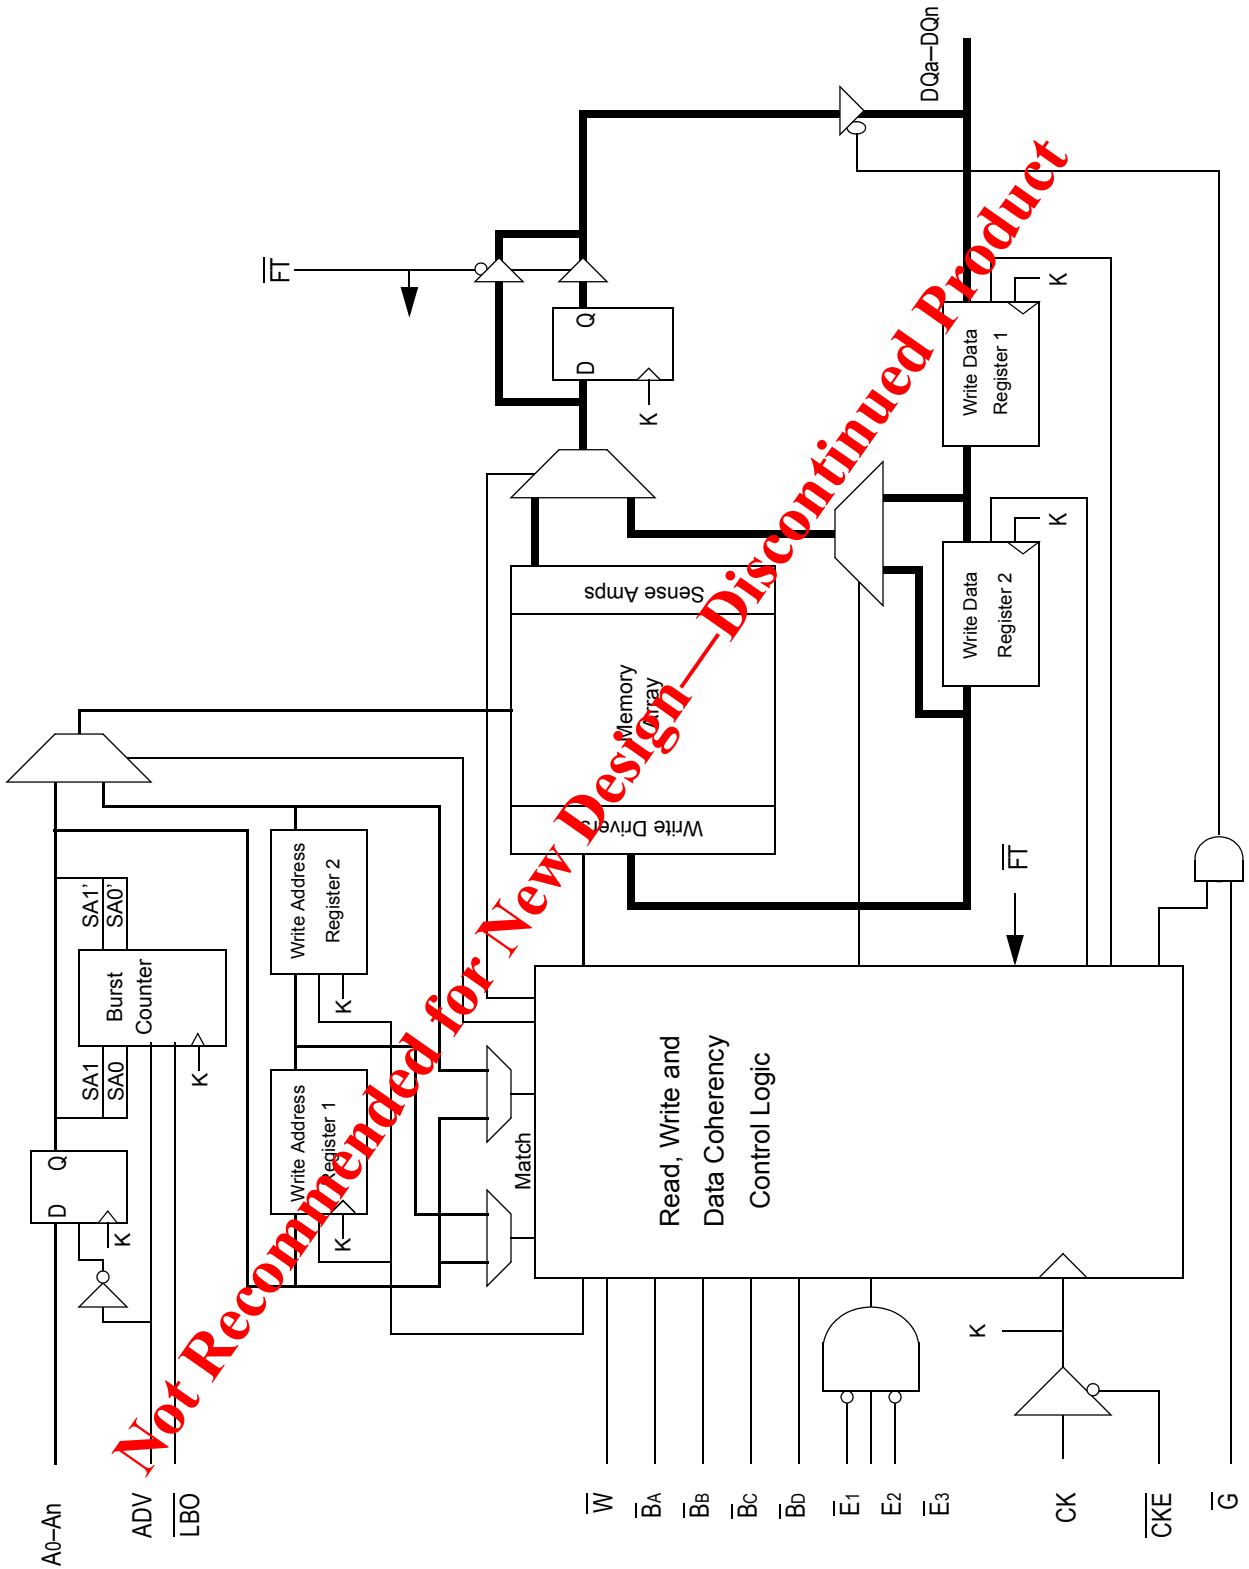 DQa–DQn
FT
D Q
K
Write Data
Register 1
K
Write Data
Register 2
K
Sense Amps
Memory
Array
Write Drivers
SA1'
SA0'
Burst
Counter
SA1
SA0
K
D Q
K
Write Address
Register 2
K
Write Address
Register 1
K
Match
FT
Read, Write and
Data Coherency
Control Logic
K
A0–An
ADV
LBO
W
BA
BB
BC
BD
E1
E2
E3
CK
CKE
G
Not Recommended for New Design—Discontinued Product